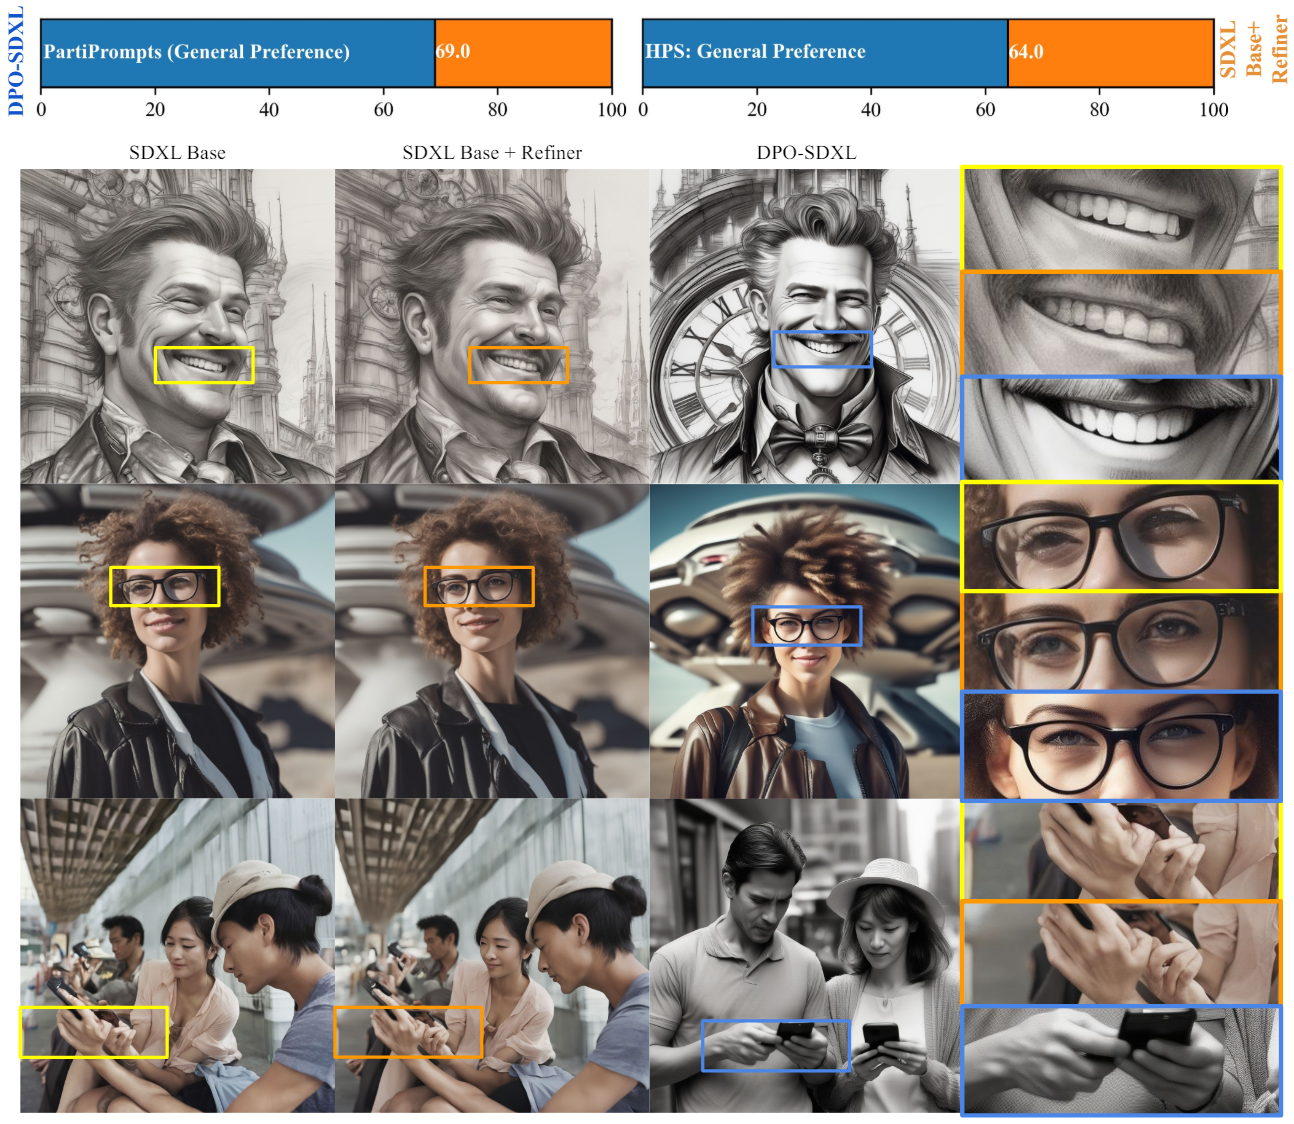 DPO-SDXL
PartiPrompts (General Preference)
69.0
0 20 40 60 80 100
HPS: General Preference
64.0
0 20 40 60 80 100
SDXL
Base+
Refiner
SDXL Base
SDXL Base + Refiner
DPO-SDXL